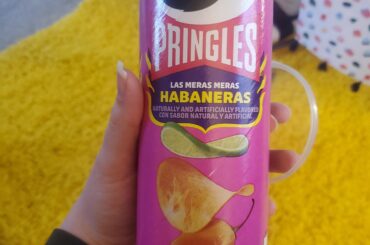 PRINGLES
LAS MERAS MERAS
HABANERAS
NATURALLY AND ARTIFICIALLY FLAVORED
CON SABOR NATURAL Y ARTIFICIAL